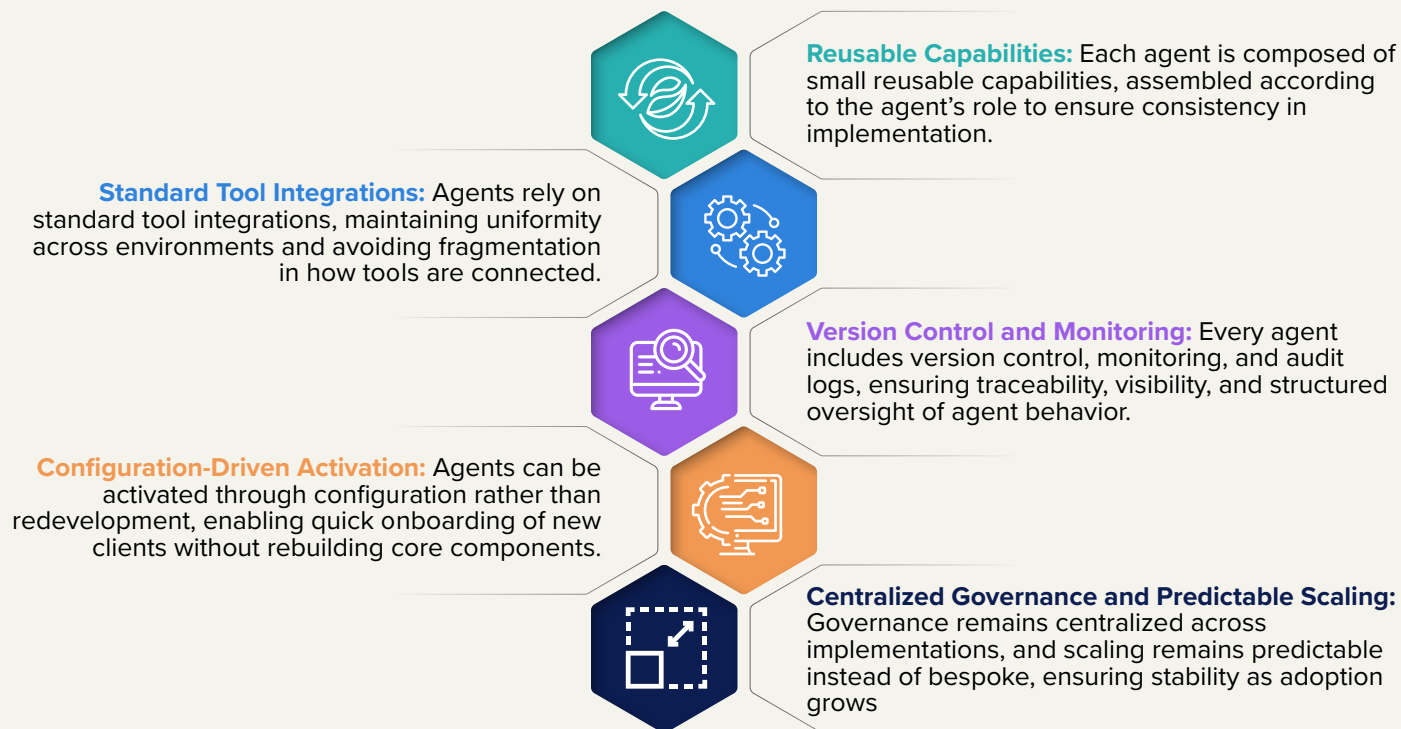 Reusable Capabilities: Each agent is composed of
small reusable capabilities, assembled according
to the agent’s role to ensure consistency in
implementation.
Standard Tool Integrations: Agents rely on
standard tool integrations, maintaining uniformity
across environments and avoiding fragmentation
in how tools are connected.
Version Control and Monitoring: Every agent
includes version control, monitoring, and audit
logs, ensuring traceability, visibility, and structured
oversight of agent behavior.
Configuration-Driven Activation: Agents can be
activated through configuration rather than
redevelopment, enabling quick onboarding of new
clients without rebuilding core components.
Centralized Governance and Predictable Scaling:
Governance remains centralized across
implementations, and scaling remains predictable
instead of bespoke, ensuring stability as adoption
grows